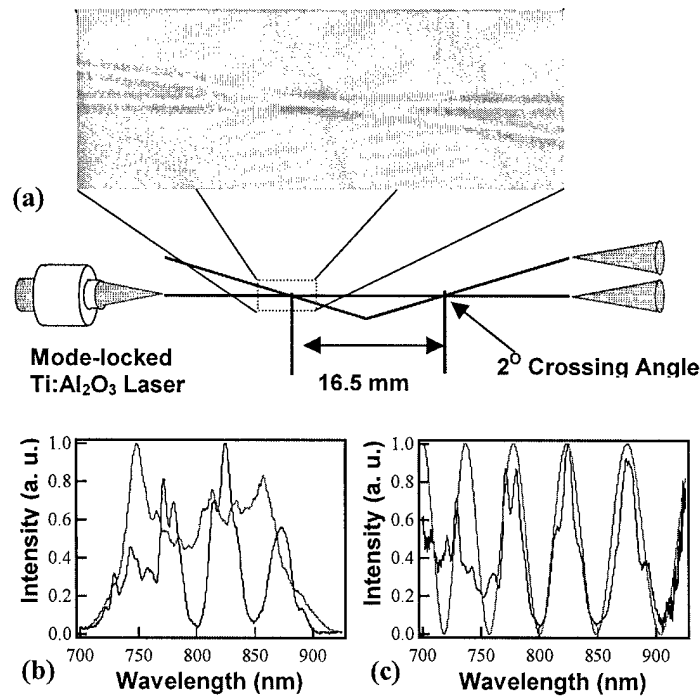 (a)
Mode-locked
Ti:Al₂O₃ Laser
16.5 mm
2⁰ Crossing Angle
Intensity (a. u.)
1.0
0.8
0.6
0.4
0.2
0.0
700 750 800 850 900
Wavelength (nm)
(b)
Intensity (a. u.)
1.0
0.8
0.6
0.4
0.2
0.0
700 750 800 850 900
Wavelength (nm)
(c)